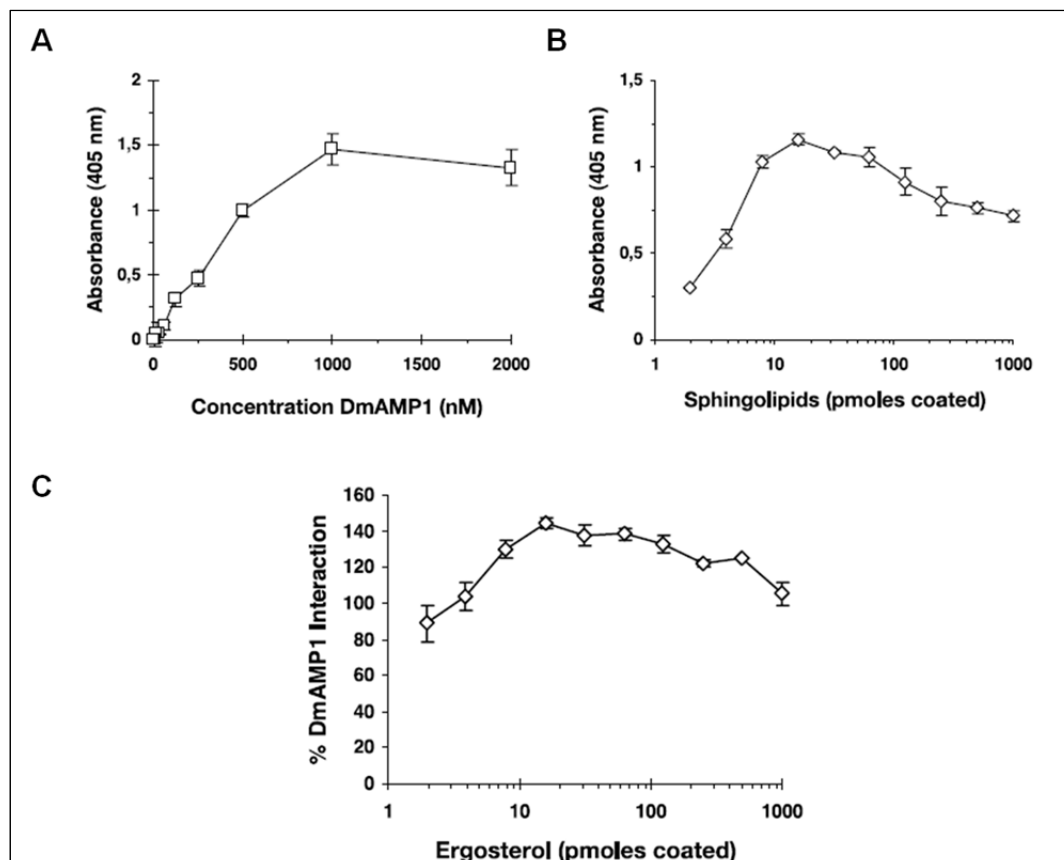 A
Absorbance (405 nm)
2
1,5
1
0,5
0
0 500 1000 1500 2000
Concentration DmAMP1 (nM)
B
Absorbance (405 nm)
1,5
1
0,5
0
1 10 100 1000
Sphingolipids (pmoles coated)
C
% DmAMP1 Interaction
160
140
120
100
80
60
40
20
0
1 10 100 1000
Ergosterol (pmoles coated)